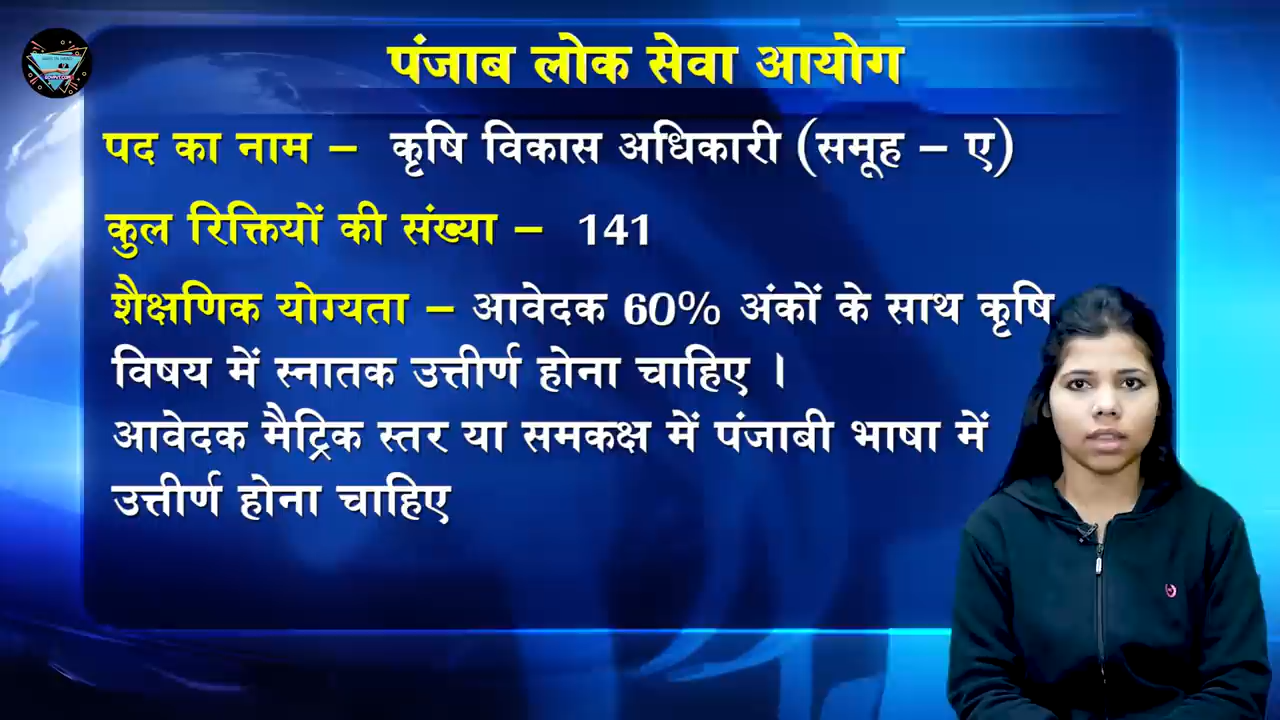 पंजाब लोक सेवा आयोग
पद का नाम – कृषि विकास अधिकारी (समूह – ए)
कुल रिक्तियों की संख्या – 141
शैक्षणिक योग्यता – आवेदक 60% अंकों के साथ कृषि
विषय में स्नातक उत्तीर्ण होना चाहिए ।
आवेदक मैट्रिक स्तर या समकक्ष में पंजाबी भाषा में
उत्तीर्ण होना चाहिए